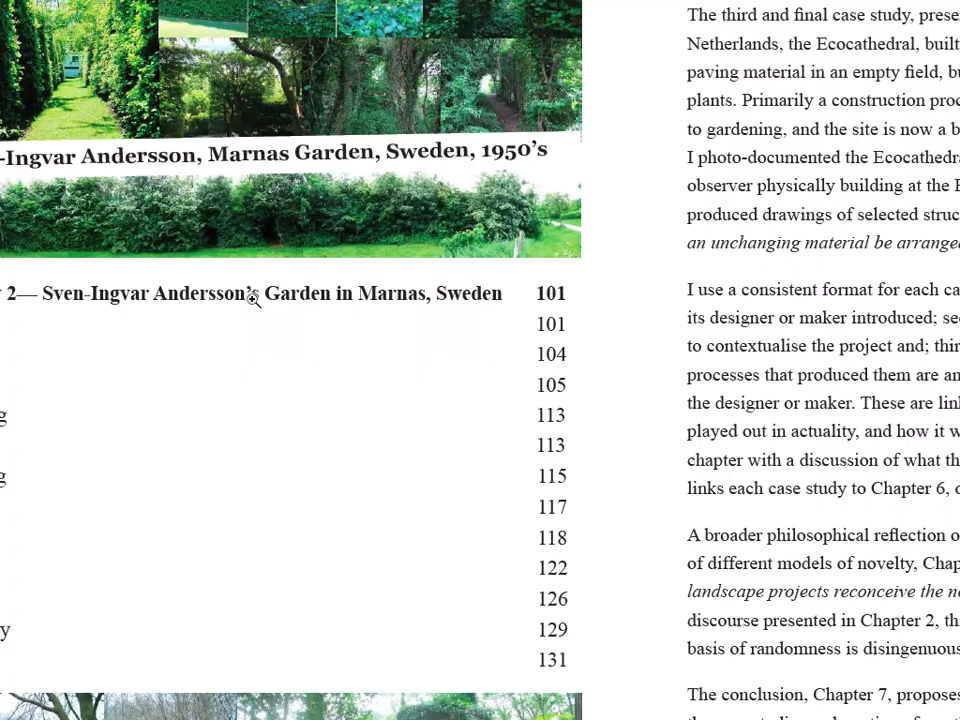 -Ingvar Andersson, Marnas Garden, Sweden, 1950's
2— Sven-Ingvar Andersson's Garden in Marnas, Sweden 101
101
104
105
g 113
113
g 115
117
118
122
126
y 129
131
The third and final case study, prese
Netherlands, the Ecocathedral, built
paving material in an empty field, bu
plants. Primarily a construction proc
to gardening, and the site is now a b
I photo-documented the Ecocathedra
observer physically building at the E
produced drawings of selected struc
an unchanging material be arranged
I use a consistent format for each ca
its designer or maker introduced; se
to contextualise the project and; thir
processes that produced them are an
the designer or maker. These are lin
played out in actuality, and how it w
chapter with a discussion of what th
links each case study to Chapter 6, o
A broader philosophical reflection o
of different models of novelty, Chap
landscape projects reconceive the ne
discourse presented in Chapter 2, th
basis of randomness is disingenuous
The conclusion, Chapter 7, proposes